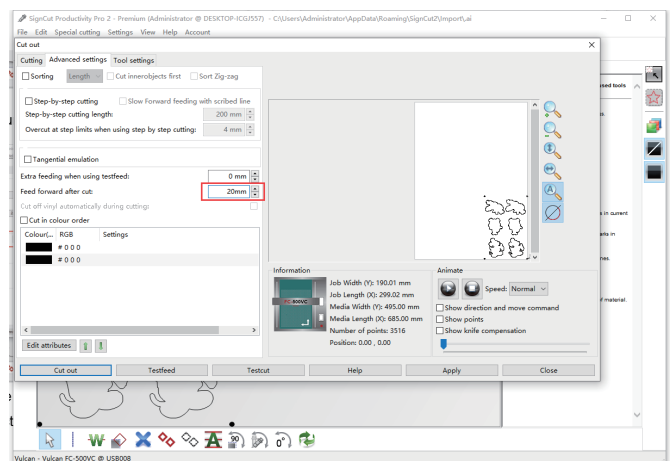 SignCut Productivity Pro 2 - Premium (Administrator @ DESKTOP-ICGJ557) - C:\Users\Administrator\AppData\Roaming\SignCut2\Import\.ai
File Edit Special cutting Settings View Help Account
Cut out
Cutting Advanced settings Tool settings
Sorting Length Cut innerobjects first Sort Zig-zag
Step-by-step cutting Slow Forward feeding with scribed line
Step-by-step cutting length: 200 mm
Overcut at step limits when using step by step cutting: 4 mm
Tangential emulation
Extra feeding when using testfeed: 0 mm
Feed forward after cut: 20mm
Cut off vinyl automatically during cutting:
Cut in colour order
Colour(... RGB Settings
# 0 0 0
# 0 0 0
Edit attributes
Information
FC-500VC
Job Width (Y): 190.01 mm
Job Length (X): 299.02 mm
Media Width (Y): 495.00 mm
Media Length (X): 685.00 mm
Number of points: 3516
Position: 0.00 , 0.00
Animate
Speed: Normal
Show direction and move command
Show points
Show knife compensation
Cut out Testfeed Testcut Help Apply Close
used tools
in current
arts in
nes.
f material.
W A 90 0°
Vulcan - Vulcan FC-500VC @ USB008